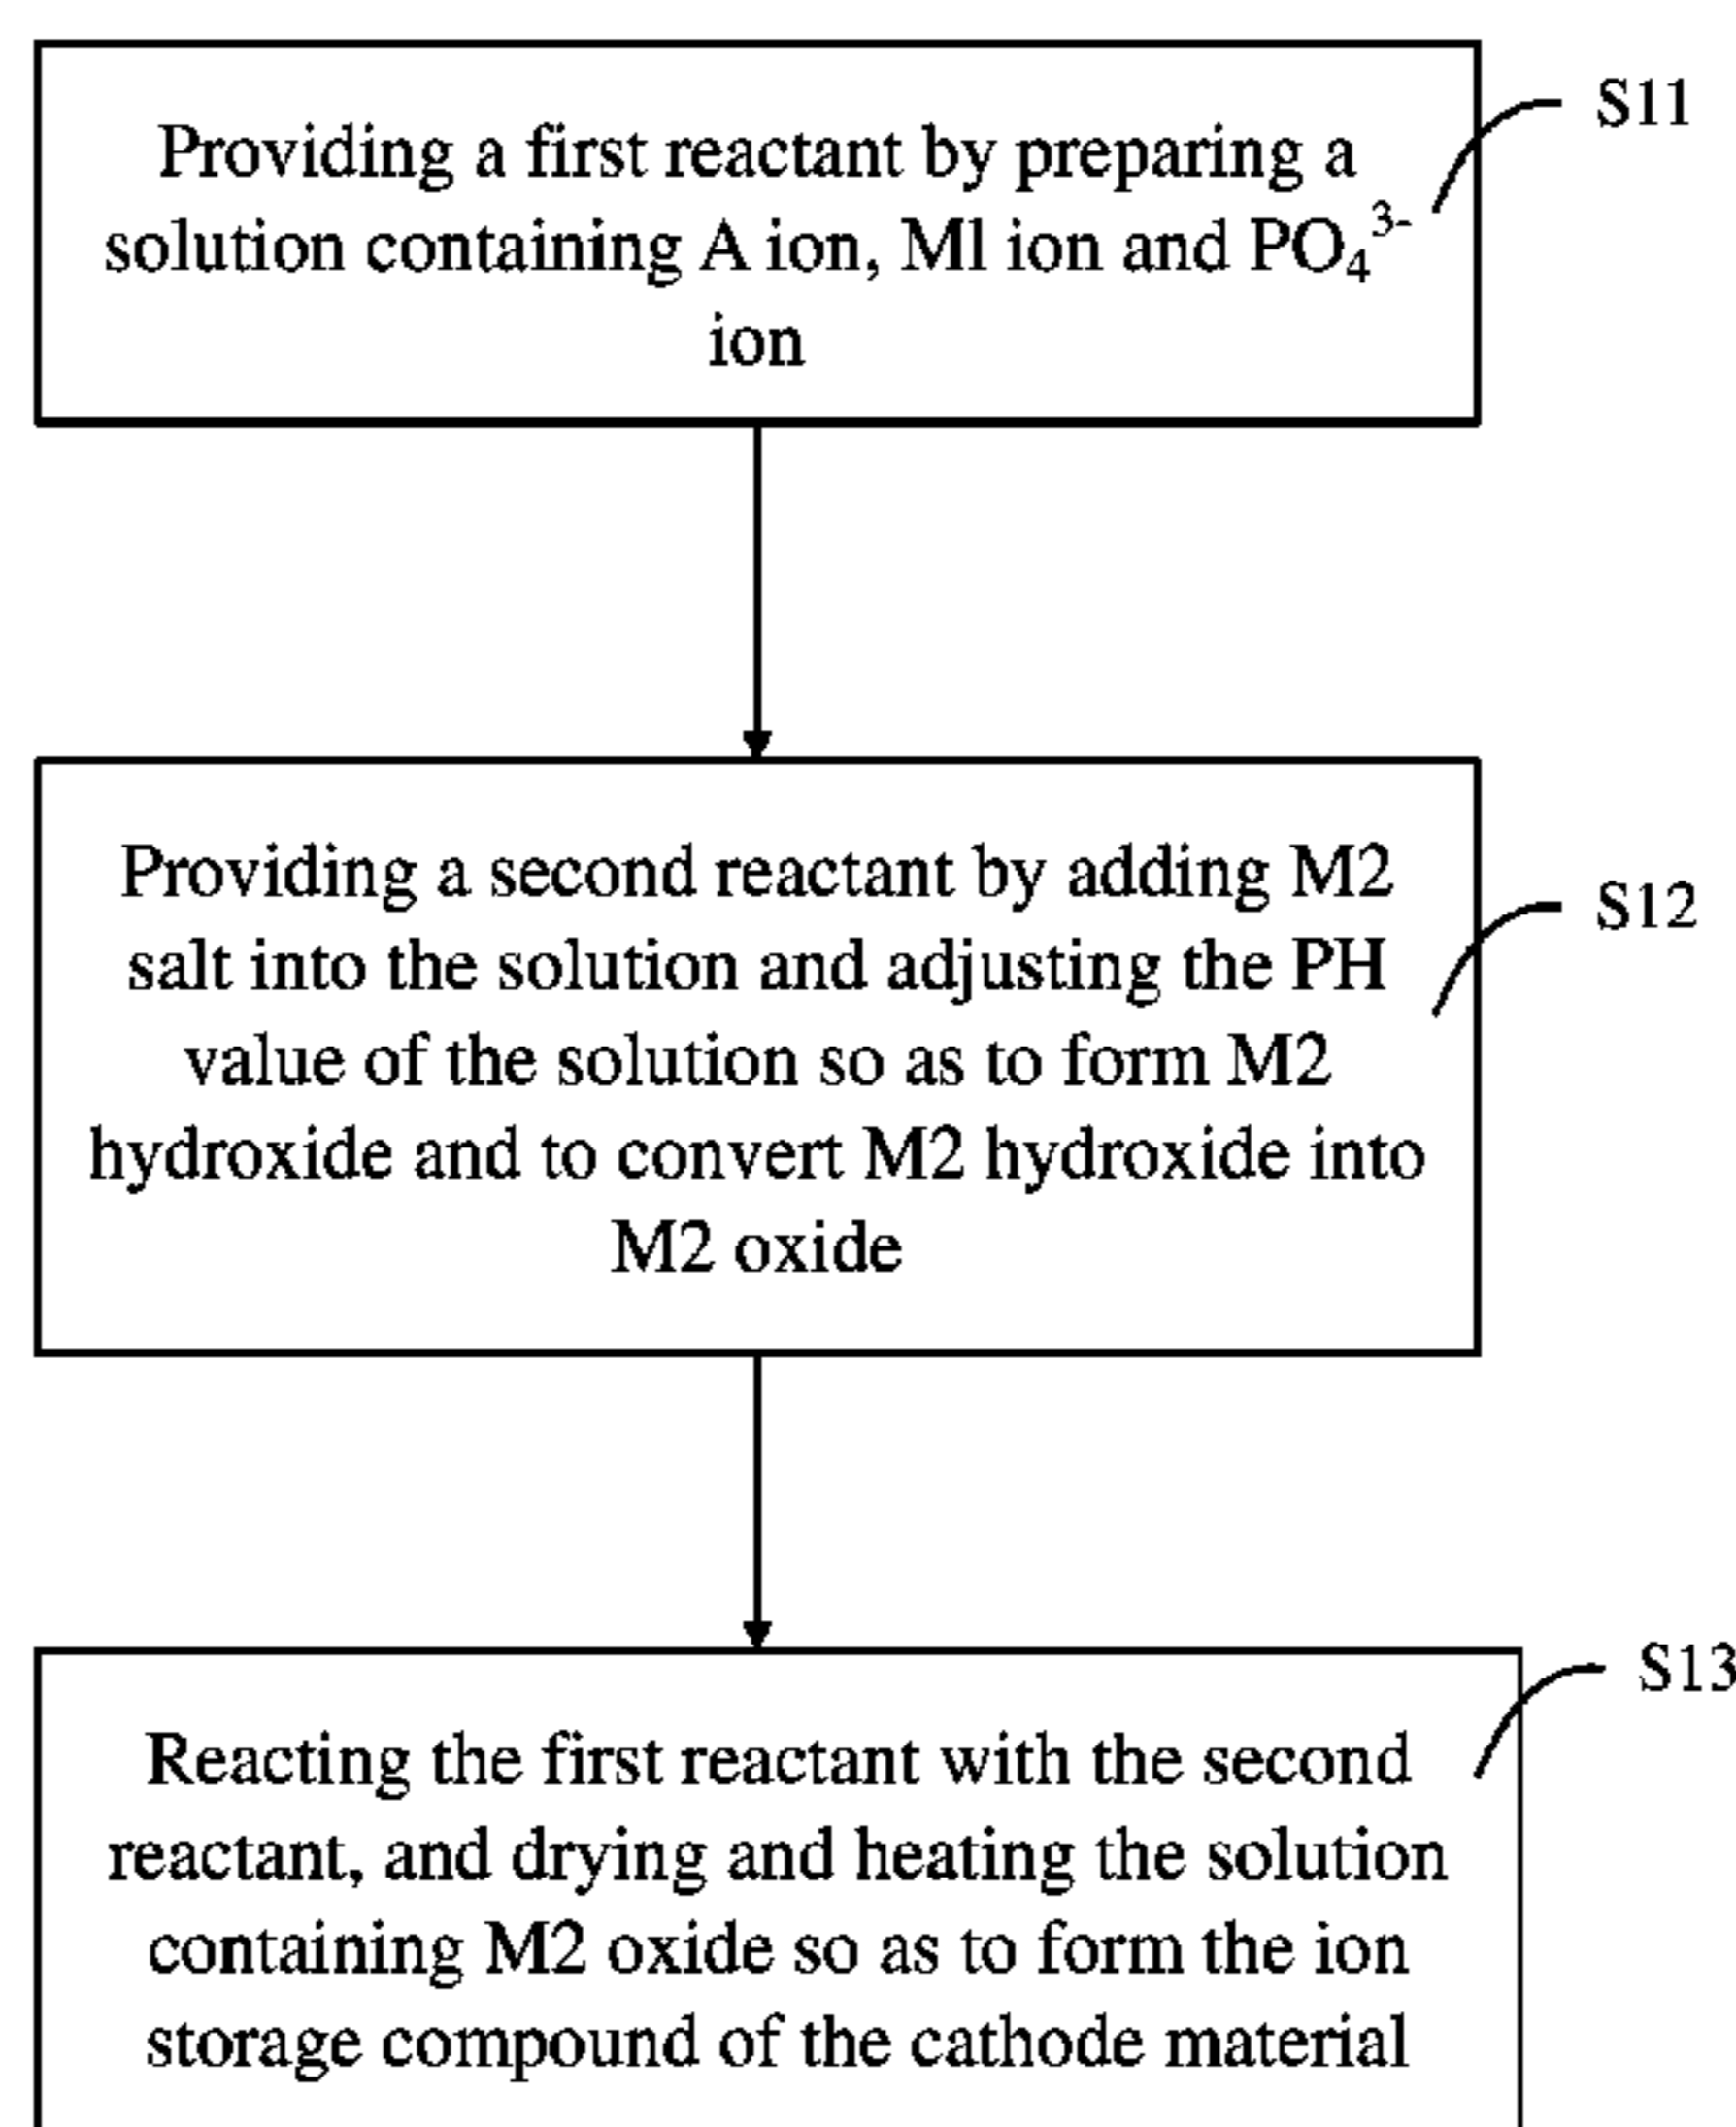 S11
Providing a first reactant by preparing a
solution containing A ion, Ml ion and PO₄³⁻
ion
Providing a second reactant by adding M2
salt into the solution and adjusting the PH
value of the solution so as to form M2
hydroxide and to convert M2 hydroxide into
M2 oxide
S12
S13
Reacting the first reactant with the second
reactant, and drying and heating the solution
containing M2 oxide so as to form the ion
storage compound of the cathode material